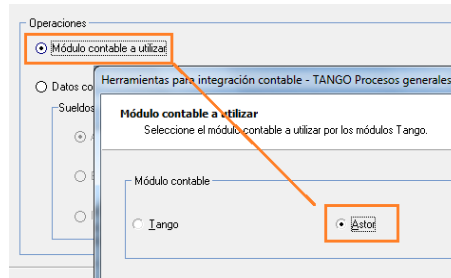 Operaciones
Módulo contable a utilizar
Datos co
Herramientas para integración contable - TANGO Procesos generales
Sueldos
Módulo contable a utilizar
Seleccione el módulo contable a utilizar por los módulos Tango.
Módulo contable
Tango
Astor